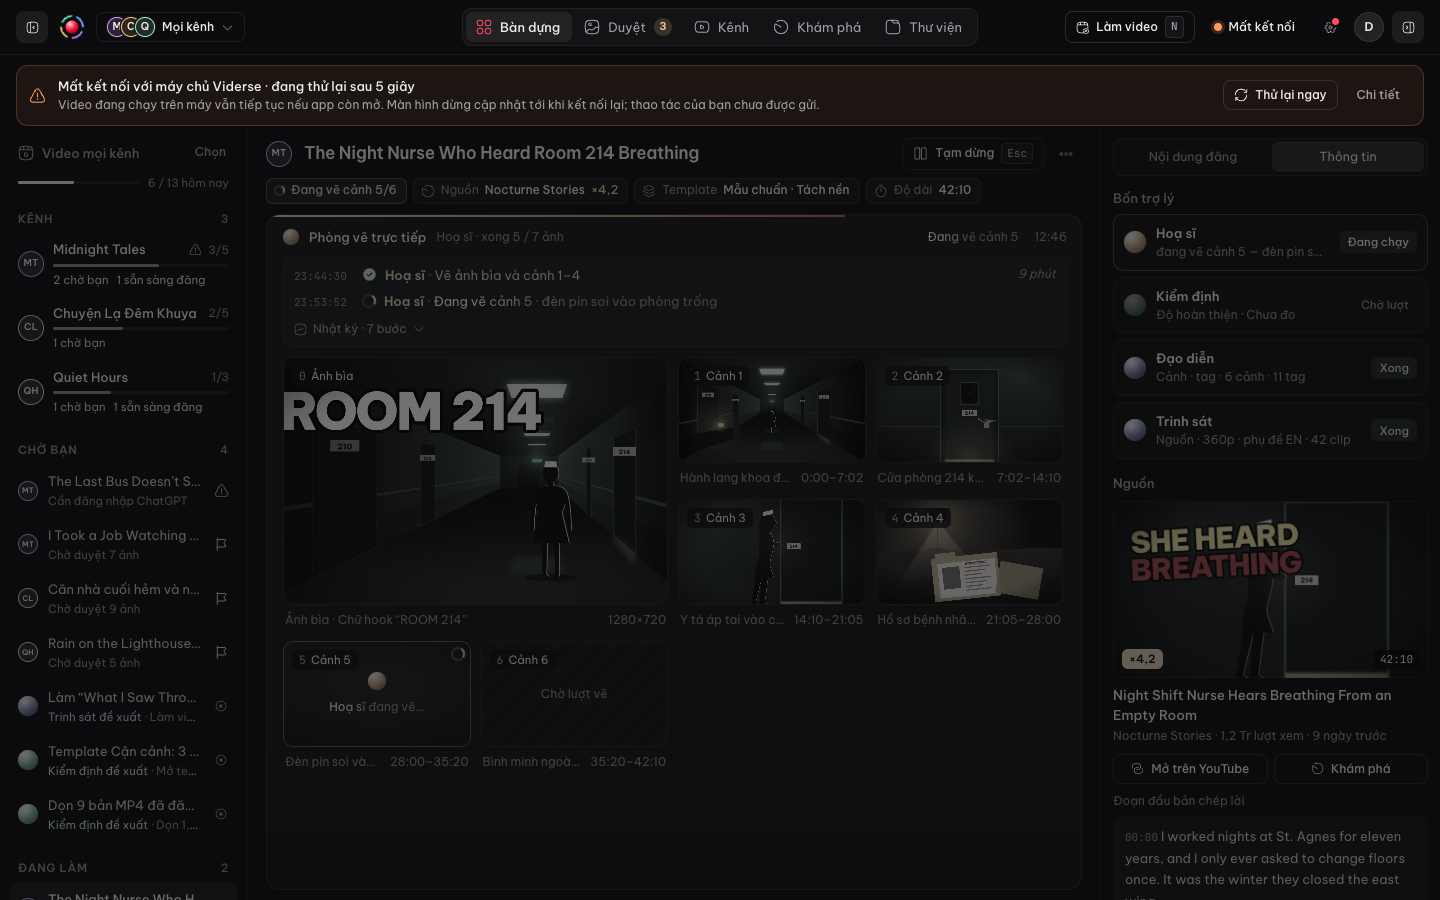 M C Q Mọi kênh
Bàn dựng
Duyệt 3
Kênh
Khám phá
Thư viện
Làm video N
Mất kết nối
D
Mất kết nối với máy chủ Viderse · đang thử lại sau 5 giây
Video đang chạy trên máy vẫn tiếp tục nếu app còn mở. Màn hình dừng cập nhật tới khi kết nối lại; thao tác của bạn chưa được gửi.
Thử lại ngay
Chi tiết
Video mọi kênh
Chọn
6 / 13 hôm nay
KÊNH 3
MT Midnight Tales 3/5
2 chờ bạn 1 sẵn sàng đăng
CL Chuyện Lạ Đêm Khuya 2/5
1 chờ bạn
QH Quiet Hours 1/3
1 chờ bạn 1 sẵn sàng đăng
CHỜ BẠN 4
MT The Last Bus Doesn't S...
Cần đăng nhập ChatGPT
MT I Took a Job Watching ...
Chờ duyệt 7 ảnh
CL Căn nhà cuối hẻm và n...
Chờ duyệt 9 ảnh
QH Rain on the Lighthouse...
Chờ duyệt 5 ảnh
Làm “What I Saw Thro...
Trinh sát đề xuất · Làm vi...
Template Cận cảnh: 3 ...
Kiểm định đề xuất · Mở te...
Dọn 9 bản MP4 đã đă...
Kiểm định đề xuất · Dọn 1,...
ĐANG LÀM 2
The Night Nurse Who H
MT The Night Nurse Who Heard Room 214 Breathing
Tạm dừng Esc
Đang vẽ cảnh 5/6
Nguồn Nocturne Stories ×4,2
Template Mẫu chuẩn · Tách nền
Độ dài 42:10
Phòng vẽ trực tiếp Hoạ sĩ · xong 5 / 7 ảnh
Đang vẽ cảnh 5 12:46
23:44:30 Hoạ sĩ · Vẽ ảnh bìa và cảnh 1–4 9 phút
23:53:52 Hoạ sĩ · Đang vẽ cảnh 5 · đèn pin soi vào phòng trống
Nhật ký · 7 bước
0 Ảnh bìa
ROOM 214
210
214
Ảnh bìa · Chữ hook “ROOM 214” 1280×720
1 Cảnh 1
Hành lang khoa đ... 0:00–7:02
2 Cảnh 2
214
Cửa phòng 214 k... 7:02–14:10
3 Cảnh 3
214
Y tá áp tai vào c... 14:10–21:05
4 Cảnh 4
Hồ sơ bệnh nhâ... 21:05–28:00
5 Cảnh 5
Hoạ sĩ đang vẽ...
Đèn pin soi và... 28:00–35:20
6 Cảnh 6
Chờ lượt vẽ
Bình minh ngoà... 35:20–42:10
Nội dung đăng
Thông tin
Bốn trợ lý
Hoạ sĩ
đang vẽ cảnh 5 — đèn pin s...
Đang chạy
Kiểm định
Độ hoàn thiện · Chưa đo
Chờ lượt
Đạo diễn
Cảnh · tag · 6 cảnh · 11 tag
Xong
Trinh sát
Nguồn · 360p · phụ đề EN · 42 clip
Xong
Nguồn
SHE HEARD
BREATHING
214
×4,2
42:10
Night Shift Nurse Hears Breathing From an
Empty Room
Nocturne Stories · 1,2 Tr lượt xem · 9 ngày trước
Mở trên YouTube
Khám phá
Đoạn đầu bản chép lời
00:00 I worked nights at St. Agnes for eleven
years, and I only ever asked to change floors
once. It was the winter they closed the east